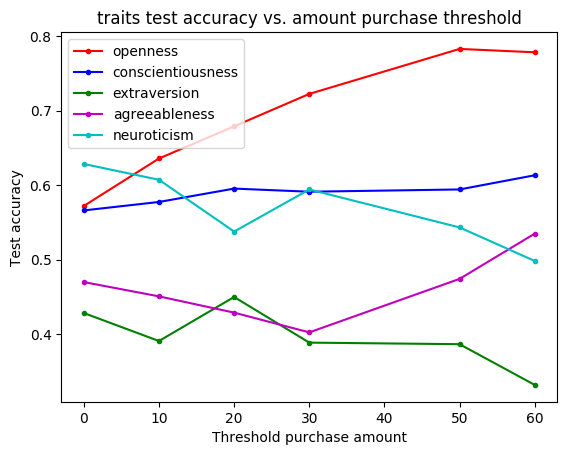 traits test accuracy vs. amount purchase threshold
openness
conscientiousness
extraversion
agreeableness
neuroticism
Test accuracy
0.8
0.7
0.6
0.5
0.4
0 10 20 30 40 50 60
Threshold purchase amount